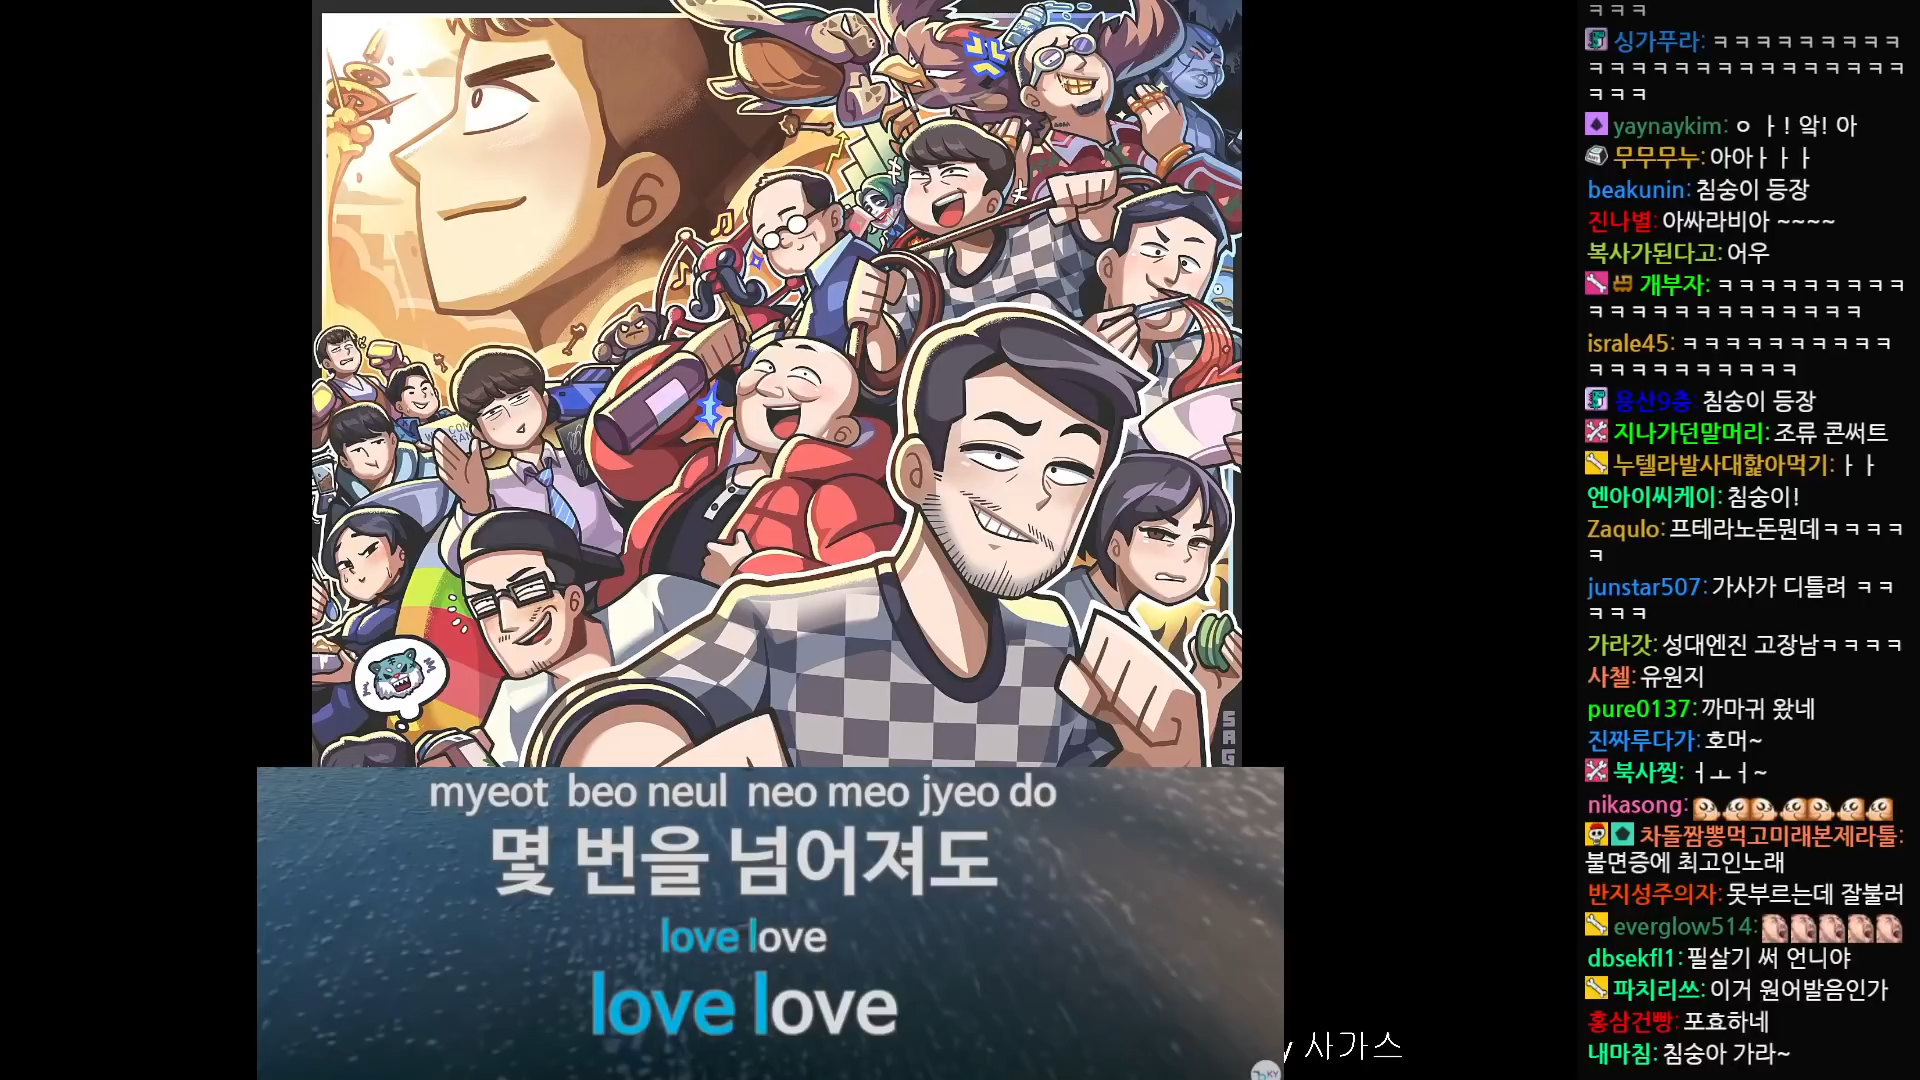 SAG
myeot beo neul neo meo jyeo do
몇 번을 넘어져도
love love
love love
y 사가스
KY
ㅋㅋㅋ
싱가푸라: ㅋㅋㅋㅋㅋㅋㅋㅋㅋ
ㅋㅋㅋㅋㅋㅋㅋㅋㅋㅋㅋㅋㅋㅋㅋ
ㅋㅋㅋ
yaynaykim: ㅇ ㅏ! 악! 아
무무무누: 아아ㅏㅏㅏ
beakunin: 침숭이 등장
진나별: 아싸라비아 ~~~~
복사가된다고: 어우
개부자: ㅋㅋㅋㅋㅋㅋㅋㅋㅋ
ㅋㅋㅋㅋㅋㅋㅋㅋㅋㅋㅋㅋㅋ
israle45: ㅋㅋㅋㅋㅋㅋㅋㅋㅋㅋ
ㅋㅋㅋㅋㅋㅋㅋㅋㅋㅋ
용산9층: 침숭이 등장
지나가던말머리: 조류 콘써트
누텔라발사대핥아먹기: ㅏㅏ
엔아이씨케이: 침숭이!
Zaqulo: 프테라노돈뭔데ㅋㅋㅋㅋ
ㅋ
junstar507: 가사가 디틀려 ㅋㅋ
ㅋㅋㅋ
가라갓: 성대엔진 고장남ㅋㅋㅋㅋ
사첼: 유원지
pure0137: 까마귀 왔네
진짜루다가: 호머~
북사찢: ㅓㅗㅓ~
nikasong:
차돌짬뽕먹고미래본제라툴:
불면증에 최고인노래
반지성주의자: 못부르는데 잘불러
everglow514:
dbsekfl1: 필살기 써 언니야
파치리쓰: 이거 원어발음인가
홍삼건빵: 포효하네
내마침: 침숭아 가라~